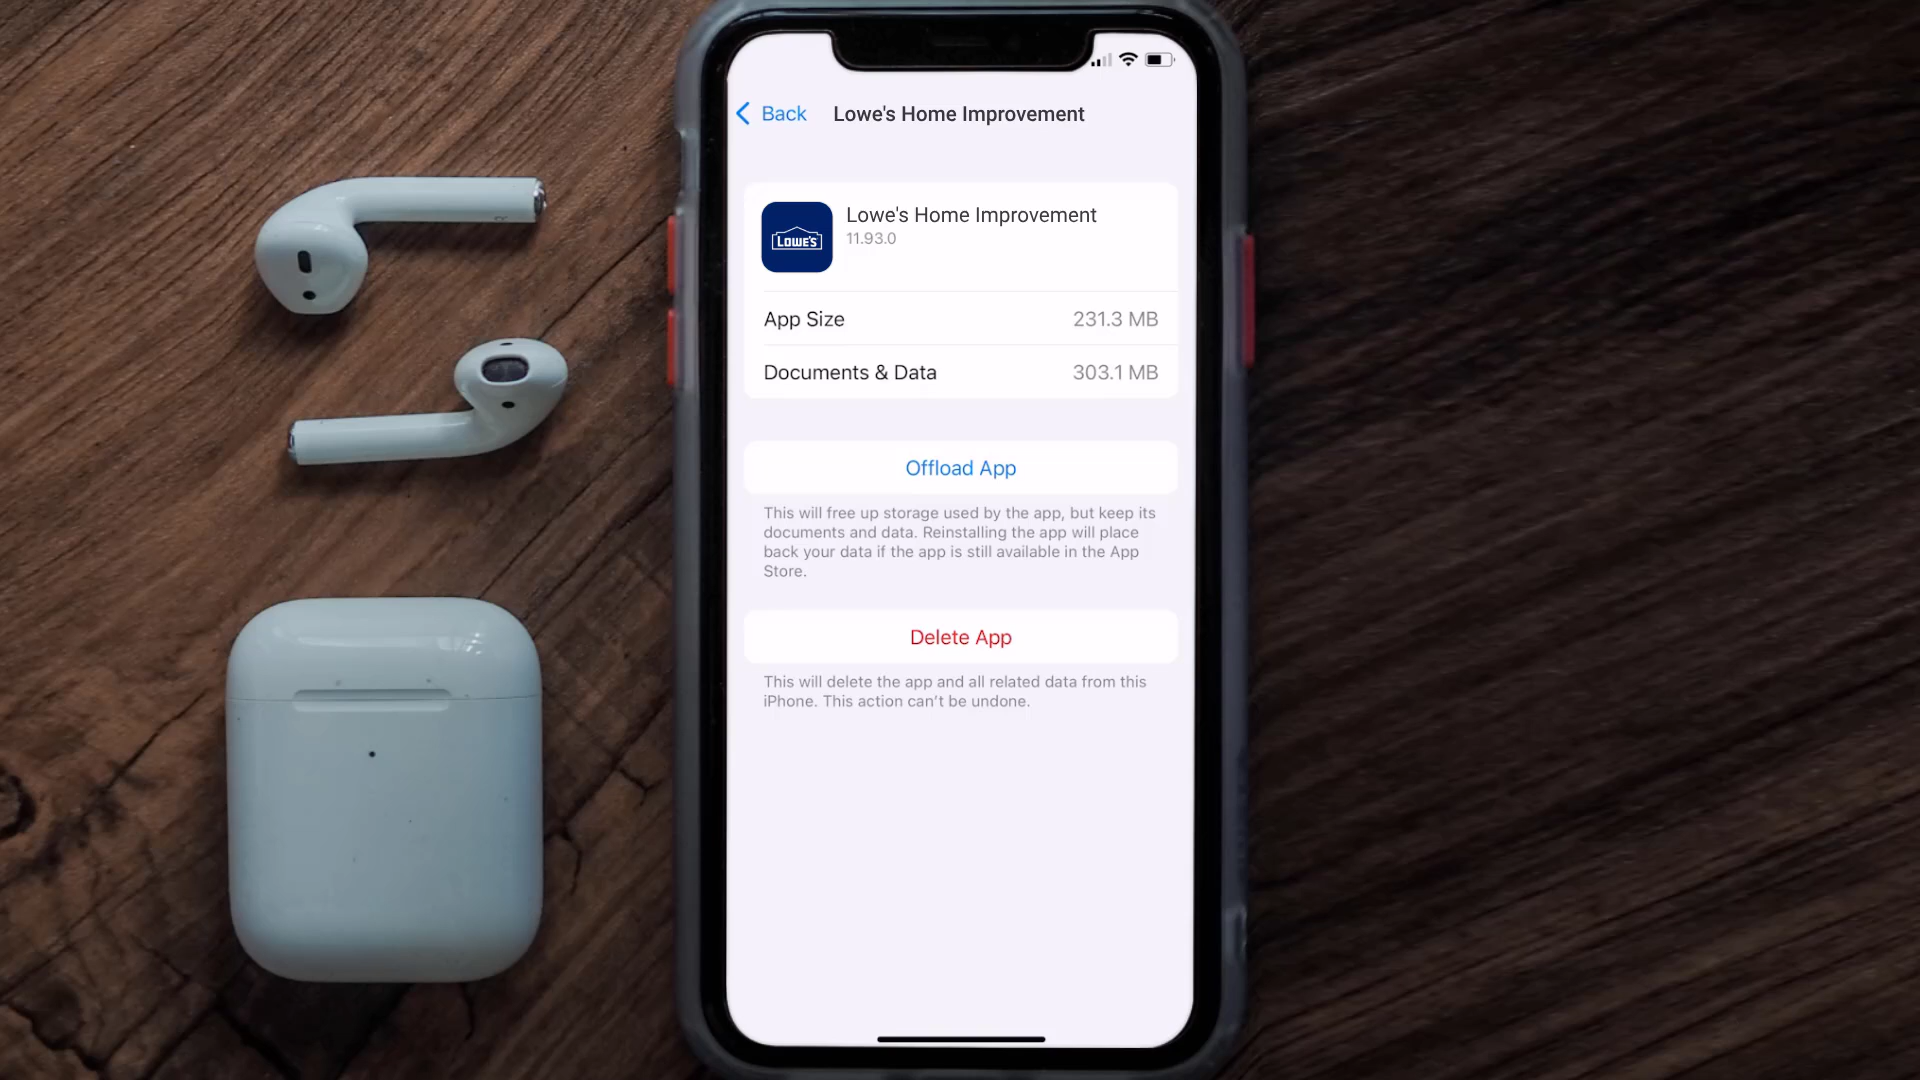 Back Lowe's Home Improvement
LOWE'S
Lowe's Home Improvement
11.93.0
App Size 231.3 MB
Documents & Data 303.1 MB
Offload App
This will free up storage used by the app, but keep its
documents and data. Reinstalling the app will place
back your data if the app is still available in the App
Store.
Delete App
This will delete the app and all related data from this
iPhone. This action can't be undone.